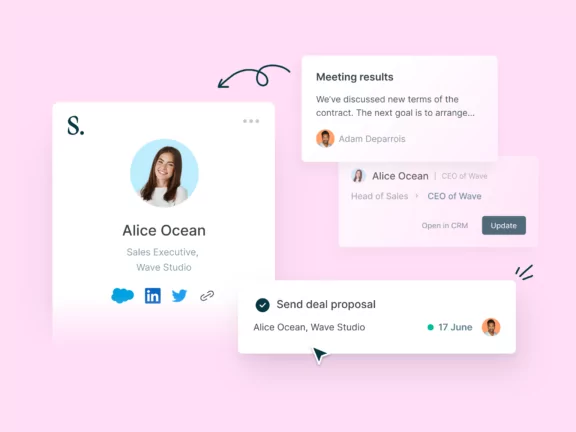 S.
Alice Ocean
Sales Executive,
Wave Studio
in
Meeting results
We've discussed new terms of the
contract. The next goal is to arrange...
Adam Deparrois
Alice Ocean | CEO of Wave
Head of Sales CEO of Wave
Open in CRM Update
Send deal proposal
Alice Ocean, Wave Studio 17 June